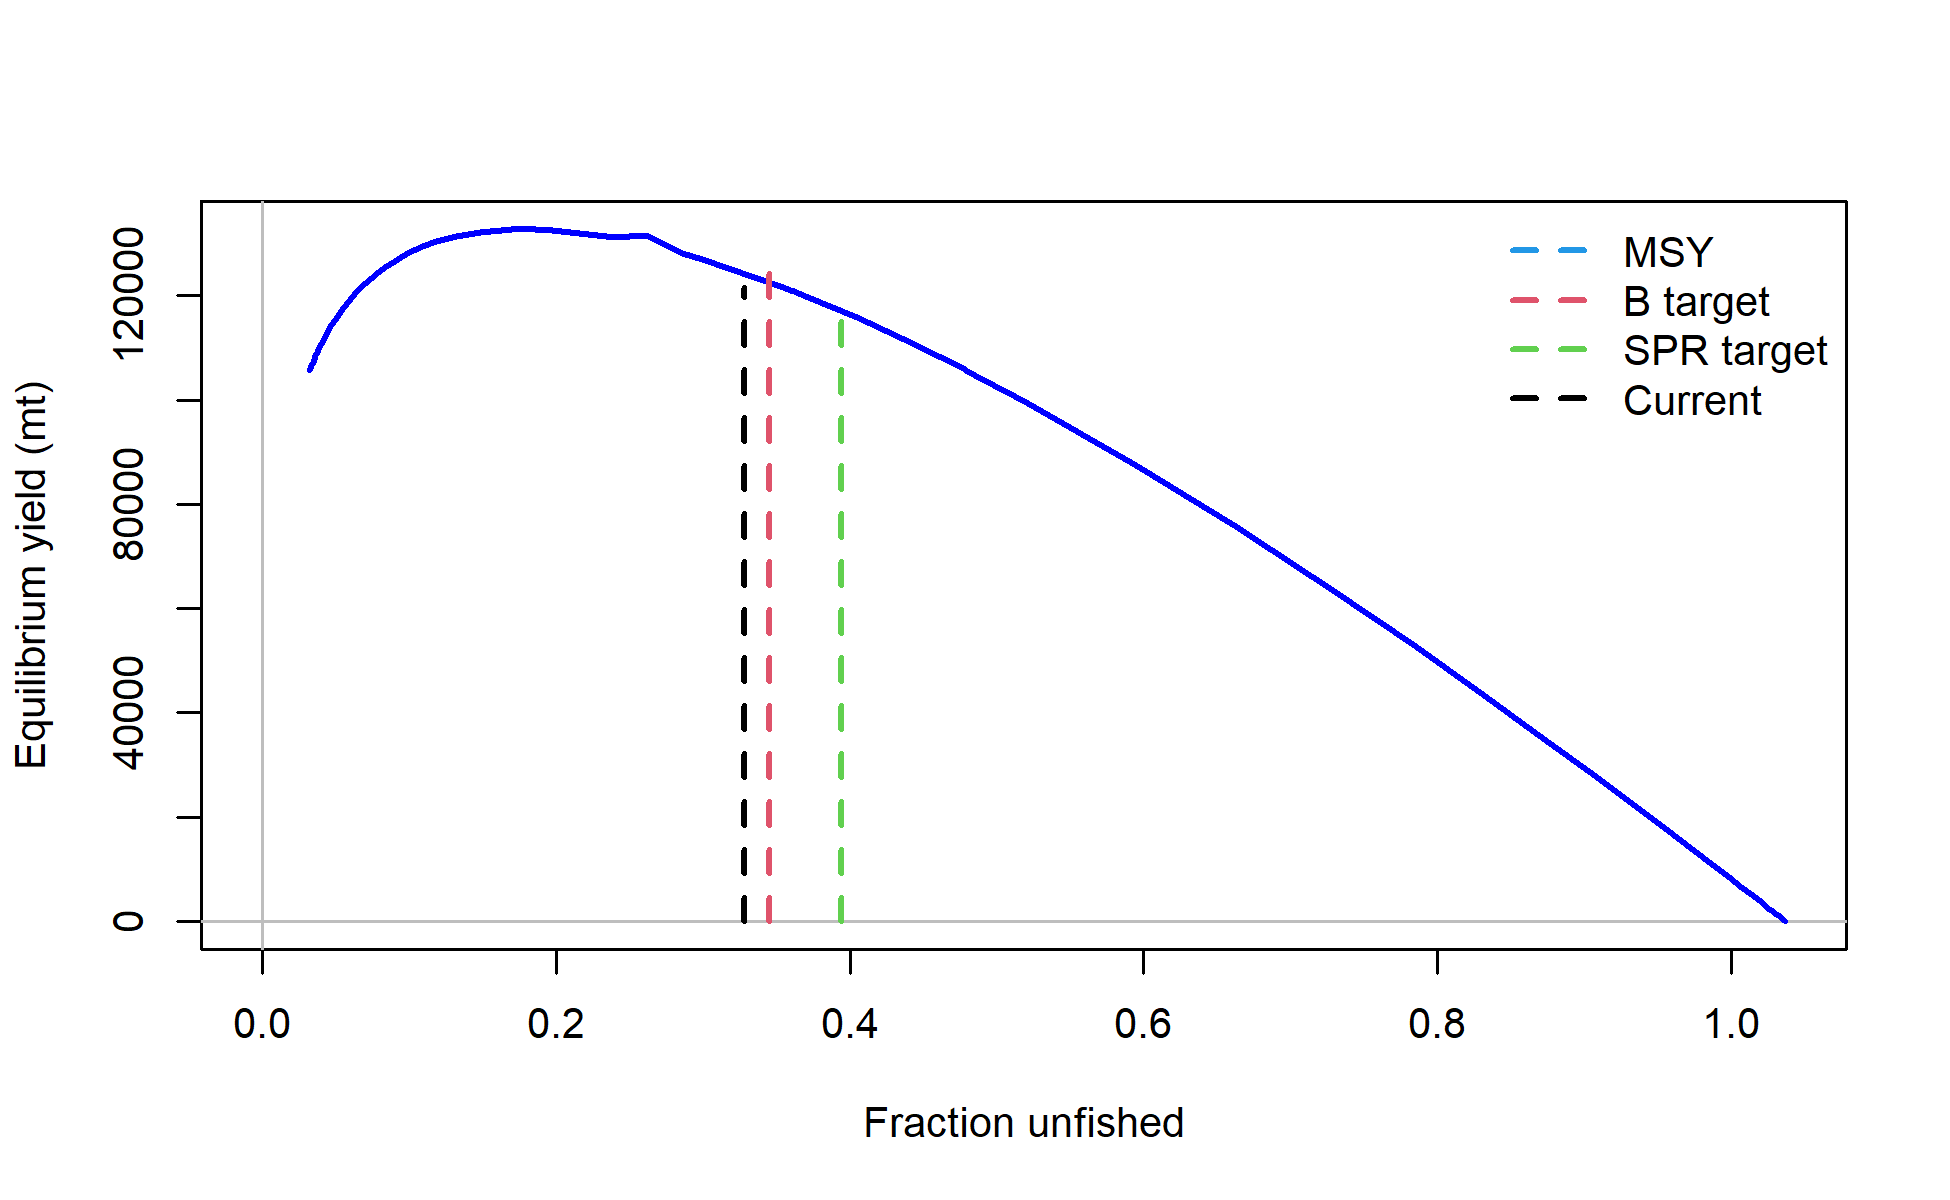 MSY
B target
SPR target
Current
Equilibrium yield (mt)
0
40000
80000
120000
0.0 0.2 0.4 0.6 0.8 1.0
Fraction unfished